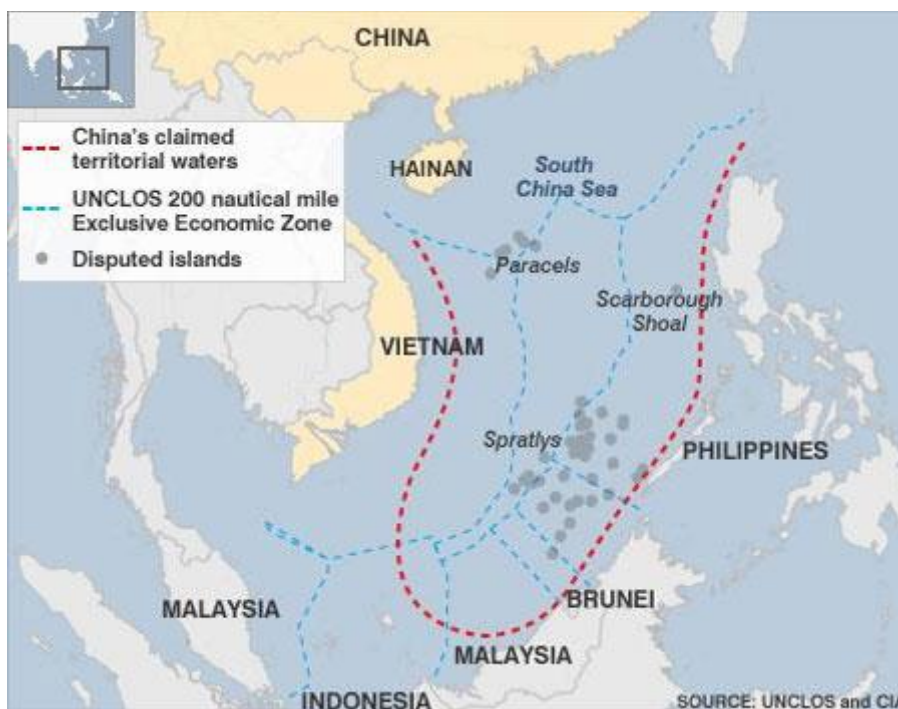 CHINA
China's claimed
territorial waters
UNCLOS 200 nautical mile
Exclusive Economic Zone
Disputed islands
HAINAN
South
China Sea
Paracels
Scarborough
Shoal
VIETNAM
Spratlys
PHILIPPINES
MALAYSIA
BRUNEI
MALAYSIA
INDONESIA
SOURCE: UNCLOS and CIA